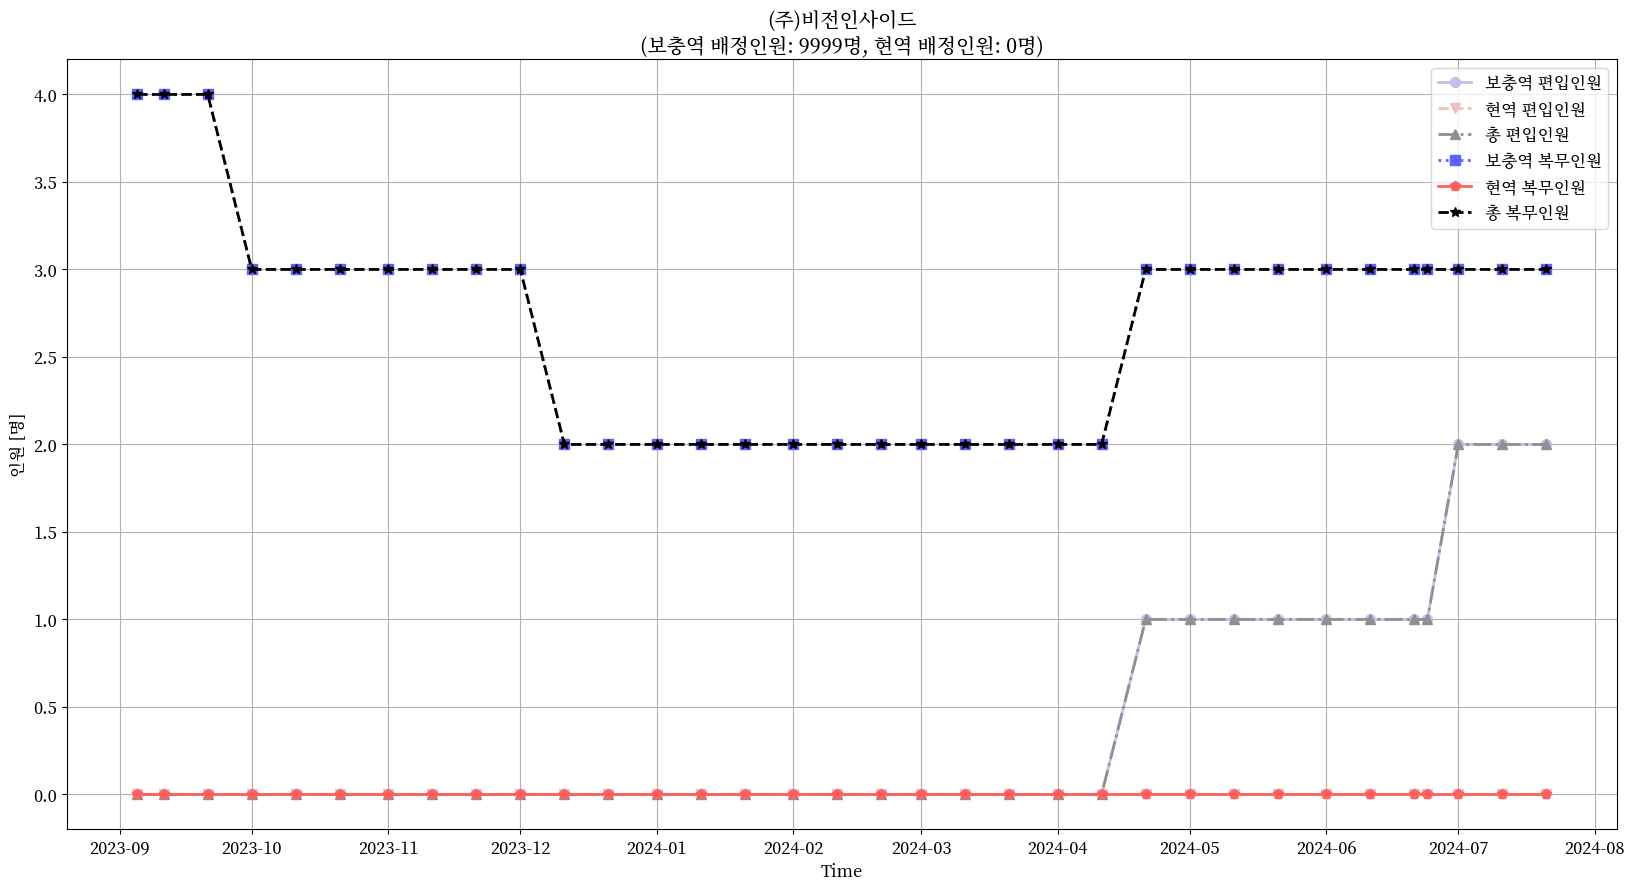 (주)비전인사이드
(보충역 배정인원: 9999명, 현역 배정인원: 0명)
보충역 편입인원
현역 편입인원
총 편입인원
보충역 복무인원
현역 복무인원
총 복무인원
4.0
3.5
3.0
2.5
2.0
1.5
1.0
0.5
0.0
인원 [명]
2023-09 2023-10 2023-11 2023-12 2024-01 2024-02 2024-03 2024-04 2024-05 2024-06 2024-07 2024-08
Time